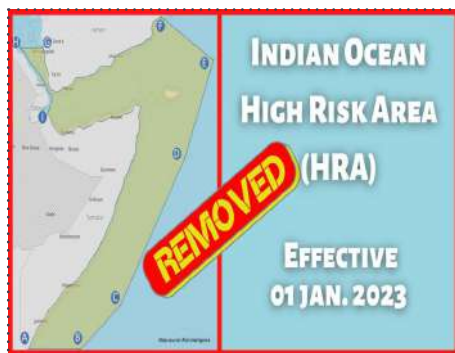 F
H
G
E
I
D
C
A
B
INDIAN OCEAN
HIGH RISK AREA
(HRA)
REMOVED
EFFECTIVE
01 JAN. 2023